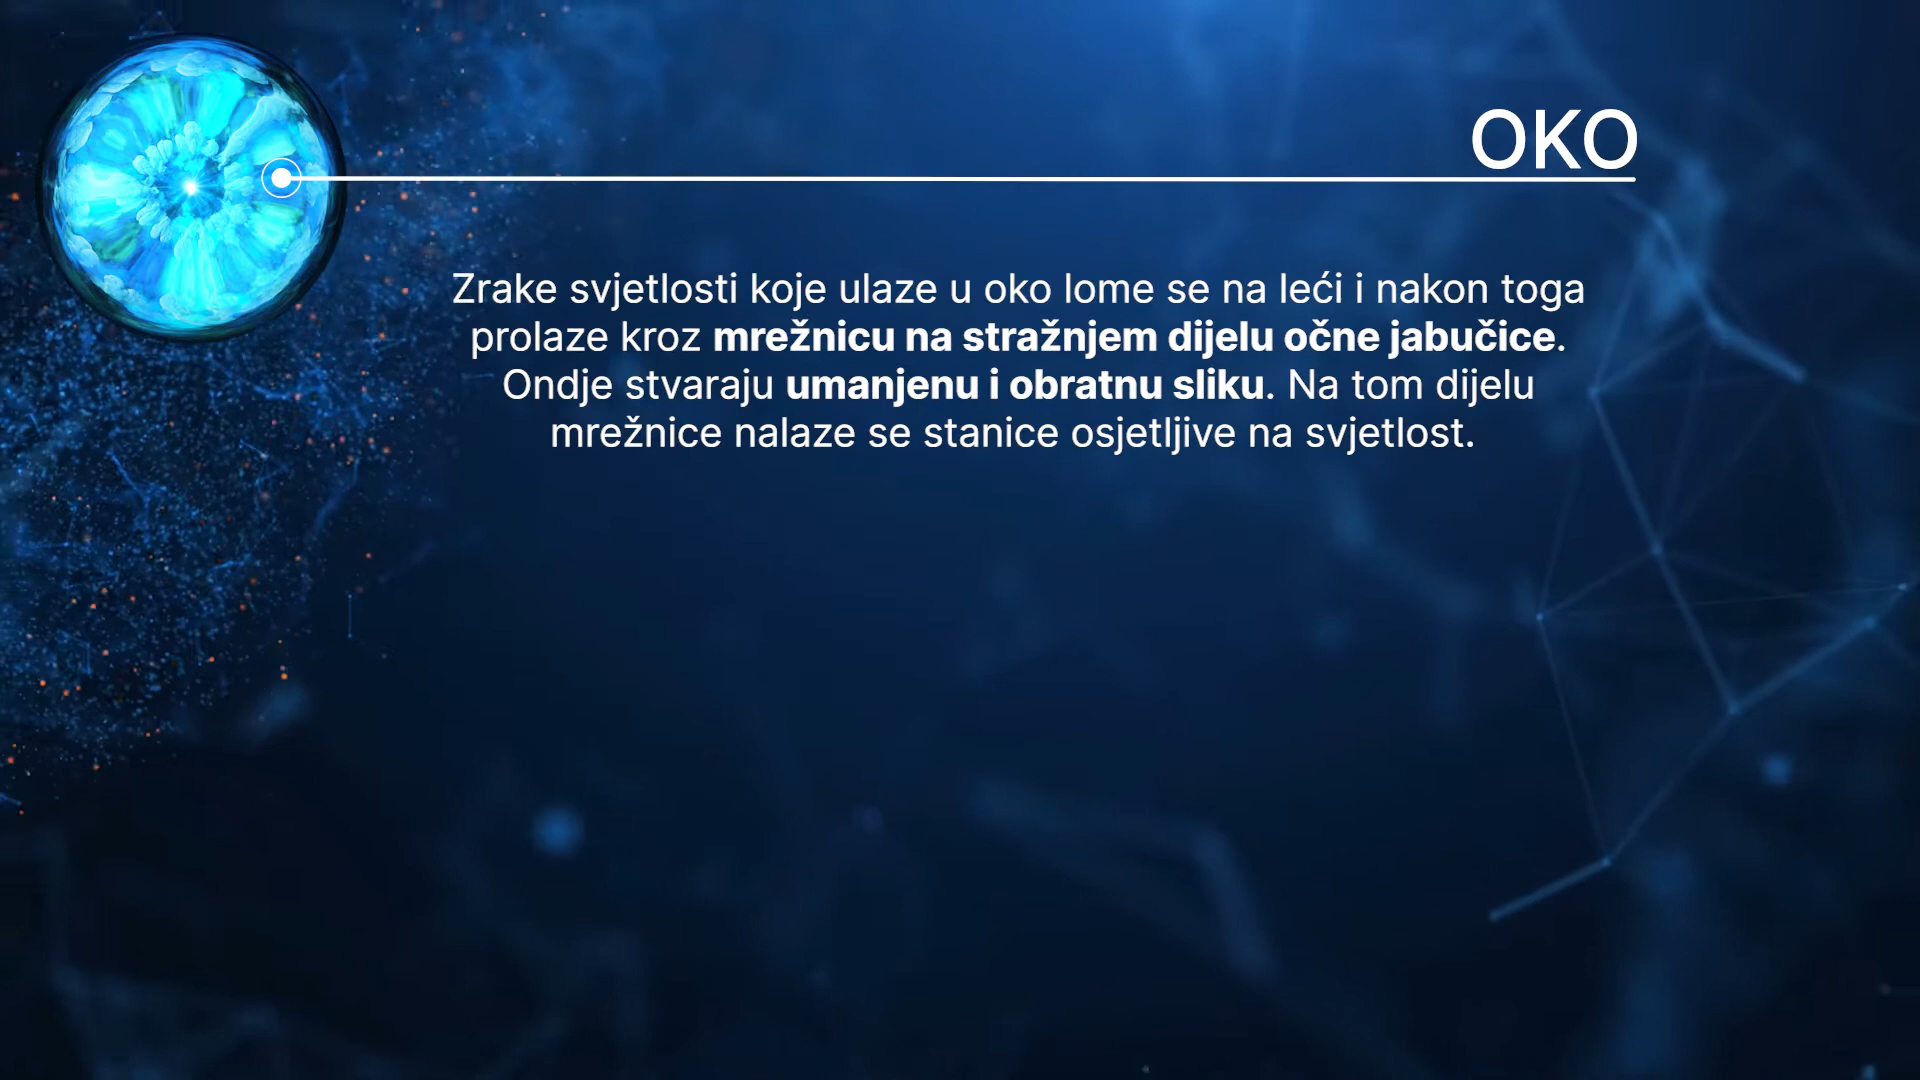 OKO
Zrake svjetlosti koje ulaze u oko lome se na leći i nakon toga
prolaze kroz mrežnicu na stražnjem dijelu očne jabučice.
Ondje stvaraju umanjenu i obratnu sliku. Na tom dijelu
mrežnice nalaze se stanice osjetljive na svjetlost.